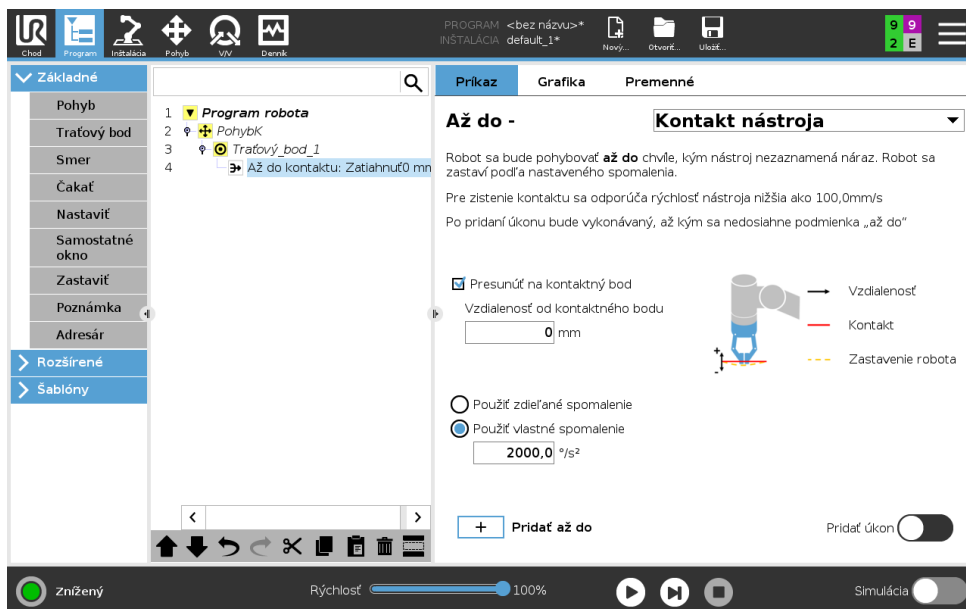 UR
Chod
Program
Inštalácia
Pohyb
V/V
Denník
PROGRAM <bez názvu>*
INŠTALÁCIA default_1*
Nový...
Otvoriť...
Uložiť...
9 9
2 E
Základné
Pohyb
Traťový bod
Smer
Čakať
Nastaviť
Samostatné
okno
Zastaviť
Poznámka
Adresár
Rozšírené
Šablóny
1 Program robota
2 PohybK
3 Traťový_bod_1
4 Až do kontaktu: Zatiahnuť0 mm
Príkaz
Grafika
Premenné
Až do -
Kontakt nástroja
Robot sa bude pohybovať až do chvíle, kým nástroj nezaznamená náraz. Robot sa
zastaví podľa nastaveného spomalenia.
Pre zistenie kontaktu sa odporúča rýchlosť nástroja nižšia ako 100,0mm/s
Po pridaní úkonu bude vykonávaný, až kým sa nedosiahne podmienka „až do“
Presunúť na kontaktný bod
Vzdialenosť od kontaktného bodu
0 mm
Vzdialenosť
Kontakt
Zastavenie robota
+
-
Použiť zdieľané spomalenie
Použiť vlastné spomalenie
2000,0 °/s²
+ Pridať až do
Pridať úkon
Znížený
Rýchlosť
100%
Simulácia